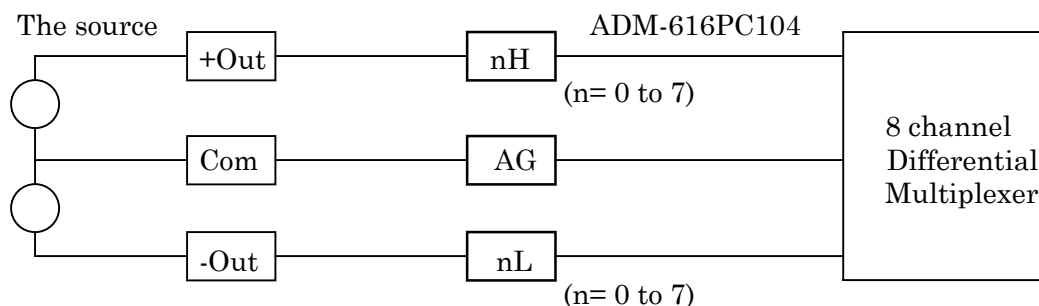 The source
ADM-616PC104
+Out
nH
(n= 0 to 7)
Com
AG
8 channel
Differential
Multiplexer
-Out
nL
(n= 0 to 7)